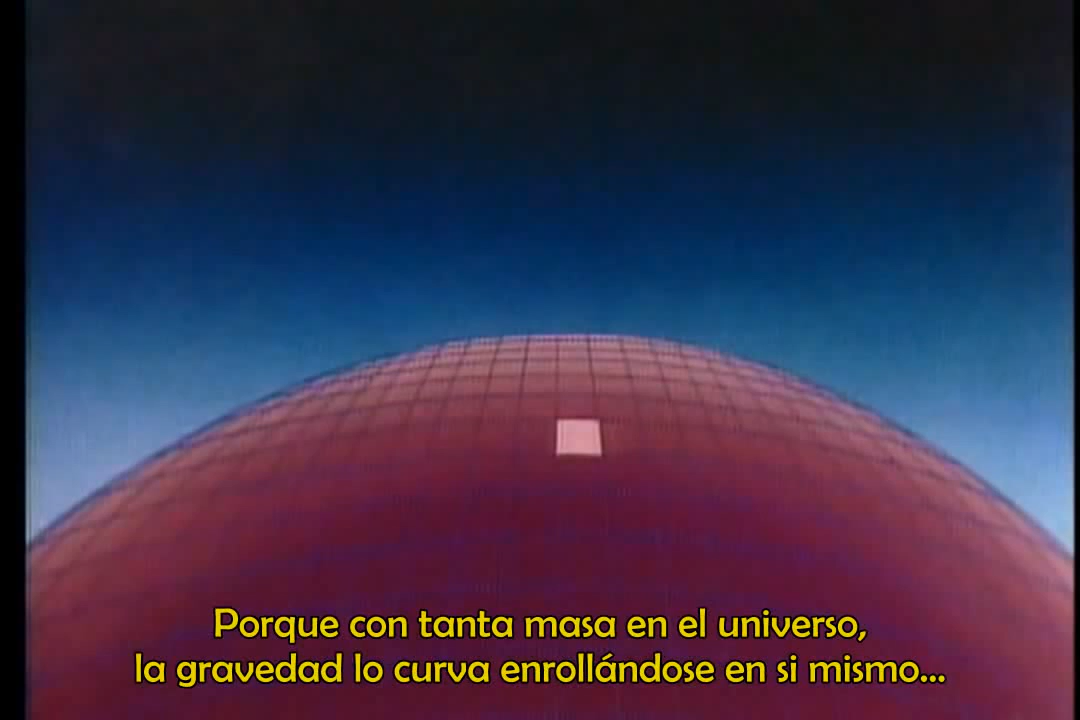 Porque con tanta masa en el universo,
la gravedad lo curva enrollándose en si mismo...